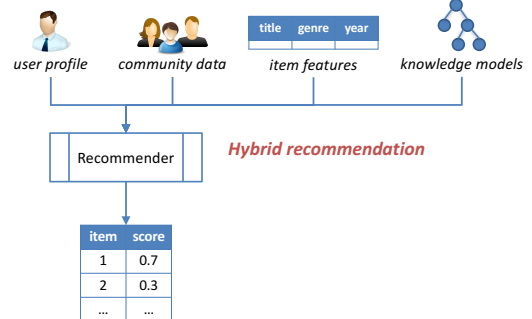 title genre year
user profile community data item features knowledge models
Recommender
Hybrid recommendation
item score
1 0.7
2 0.3
... ...